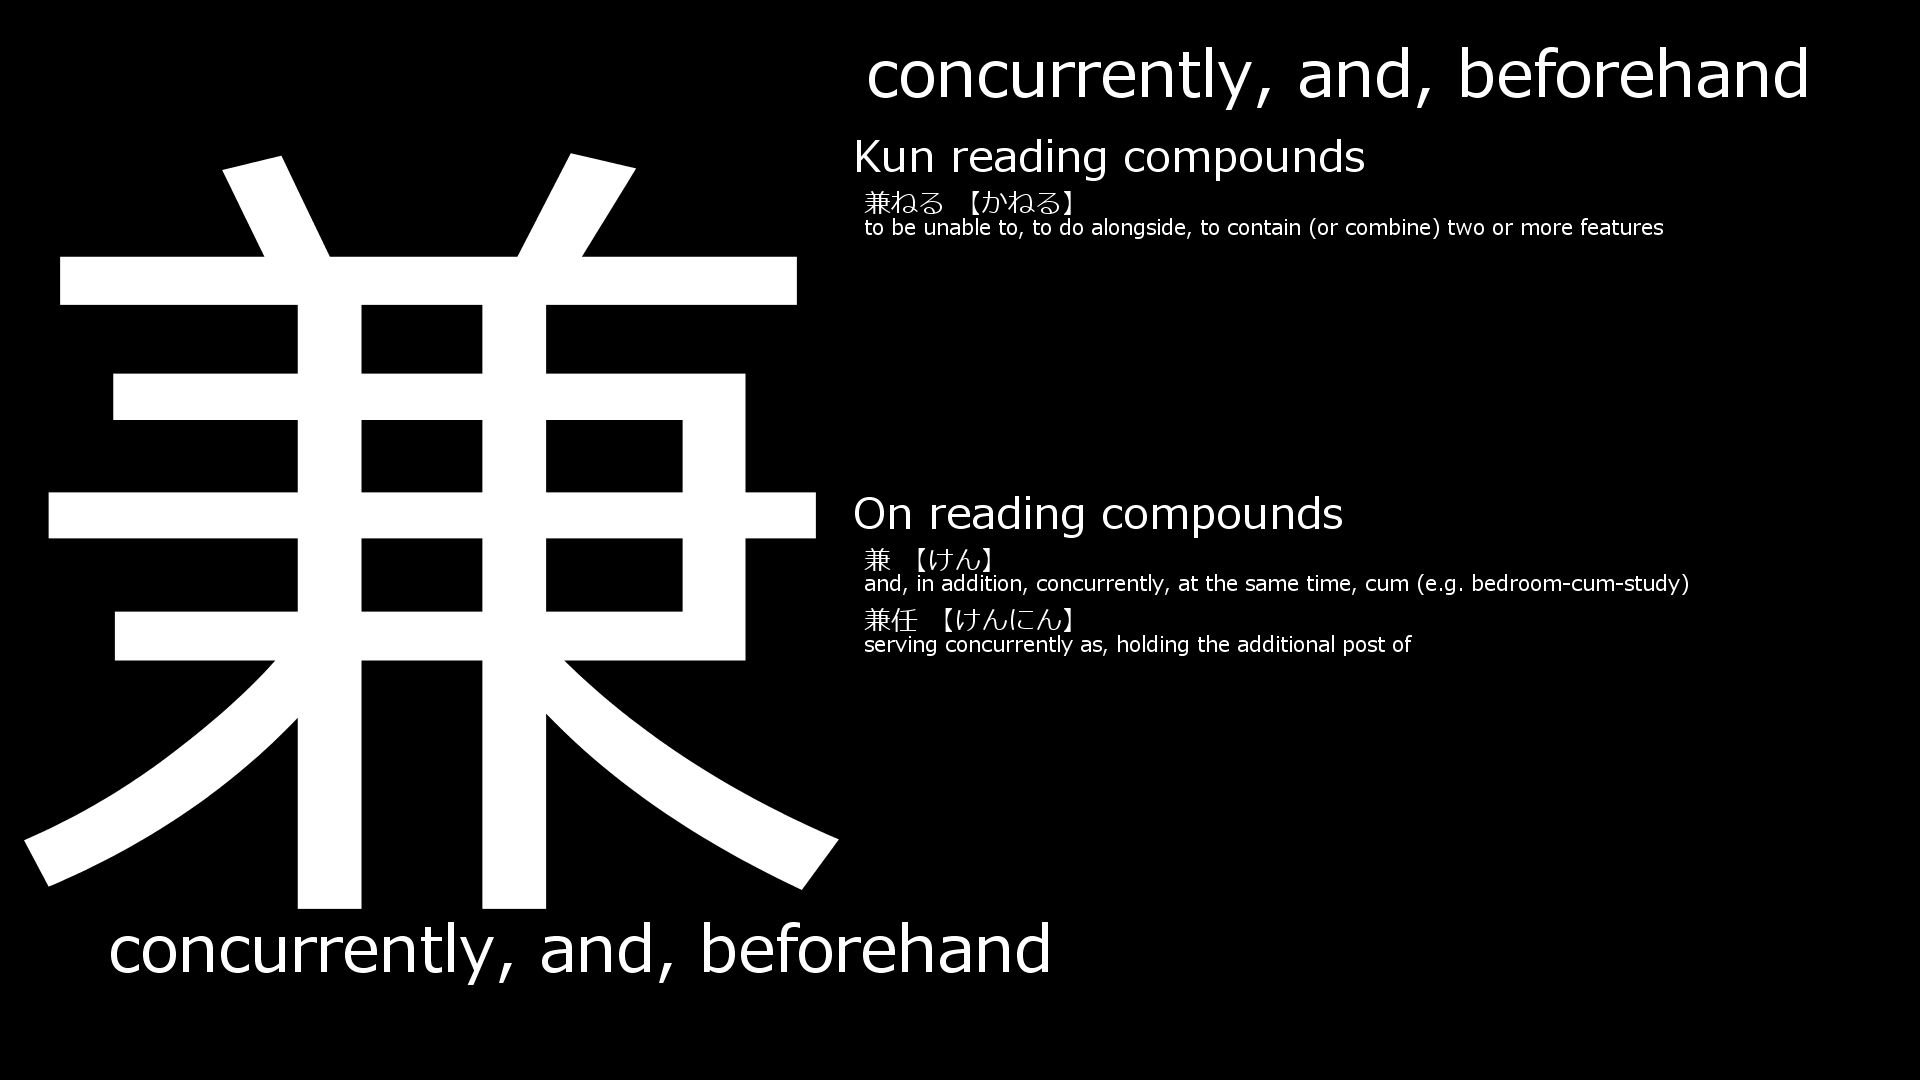 兼
concurrently, and, beforehand
concurrently, and, beforehand
Kun reading compounds
兼ねる 【かねる】
to be unable to, to do alongside, to contain (or combine) two or more features
On reading compounds
兼 【けん】
and, in addition, concurrently, at the same time, cum (e.g. bedroom-cum-study)
兼任 【けんにん】
serving concurrently as, holding the additional post of